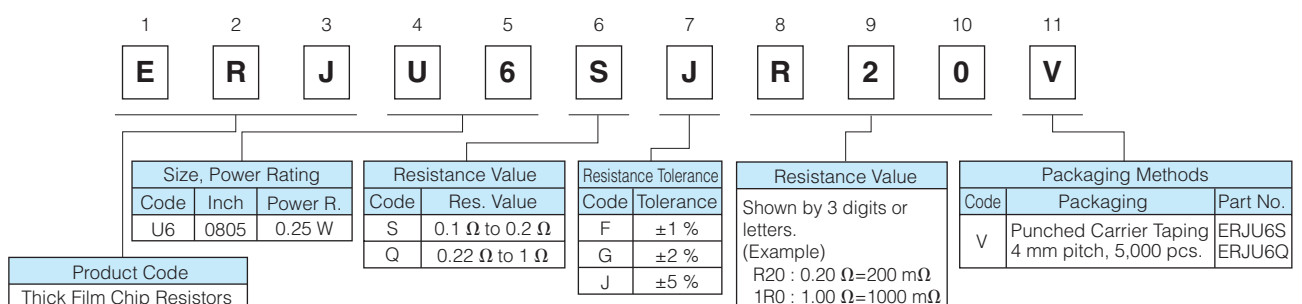 1 2 3 4 5 6 7 8 9 10 11
E R J U 6 S J R 2 0 V
Size, Power Rating
Code Inch Power R.
U6 0805 0.25 W
Resistance Value
Code Res. Value
S 0.1 Ω to 0.2 Ω
Q 0.22 Ω to 1 Ω
Resistance Tolerance
Code Tolerance
F ±1 %
G ±2 %
J ±5 %
Resistance Value
Shown by 3 digits or
letters.
(Example)
R20 : 0.20 Ω=200 mΩ
1R0 : 1.00 Ω=1000 mΩ
Packaging Methods
Code Packaging Part No.
V Punched Carrier Taping ERJU6S
4 mm pitch, 5,000 pcs. ERJU6Q
Product Code
Thick Film Chip Resistors